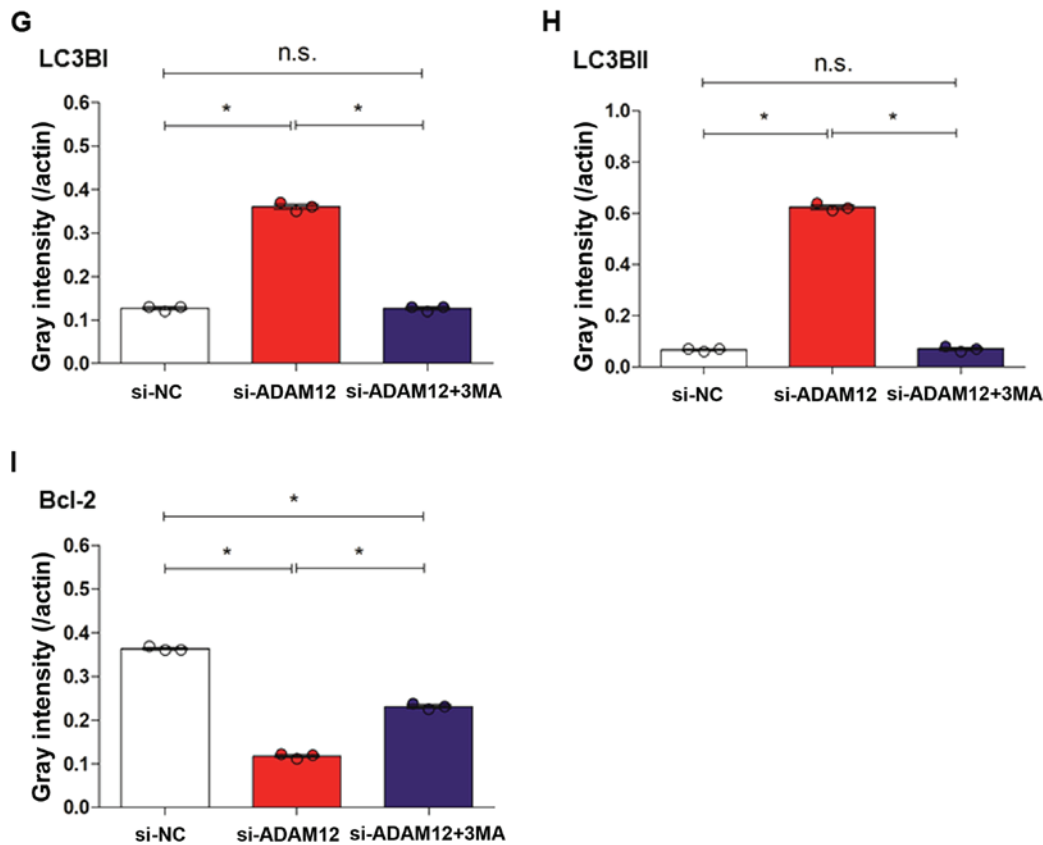 G
LC3BI
n.s.
* *
Gray intensity (/actin)
0.6
0.5
0.4
0.3
0.2
0.1
0.0
si-NC si-ADAM12 si-ADAM12+3MA
H
LC3BII
n.s.
* *
Gray intensity (/actin)
1.0
0.8
0.6
0.4
0.2
0.0
si-NC si-ADAM12 si-ADAM12+3MA
I
Bcl-2
*
* *
Gray intensity (/actin)
0.6
0.5
0.4
0.3
0.2
0.1
0.0
si-NC si-ADAM12 si-ADAM12+3MA